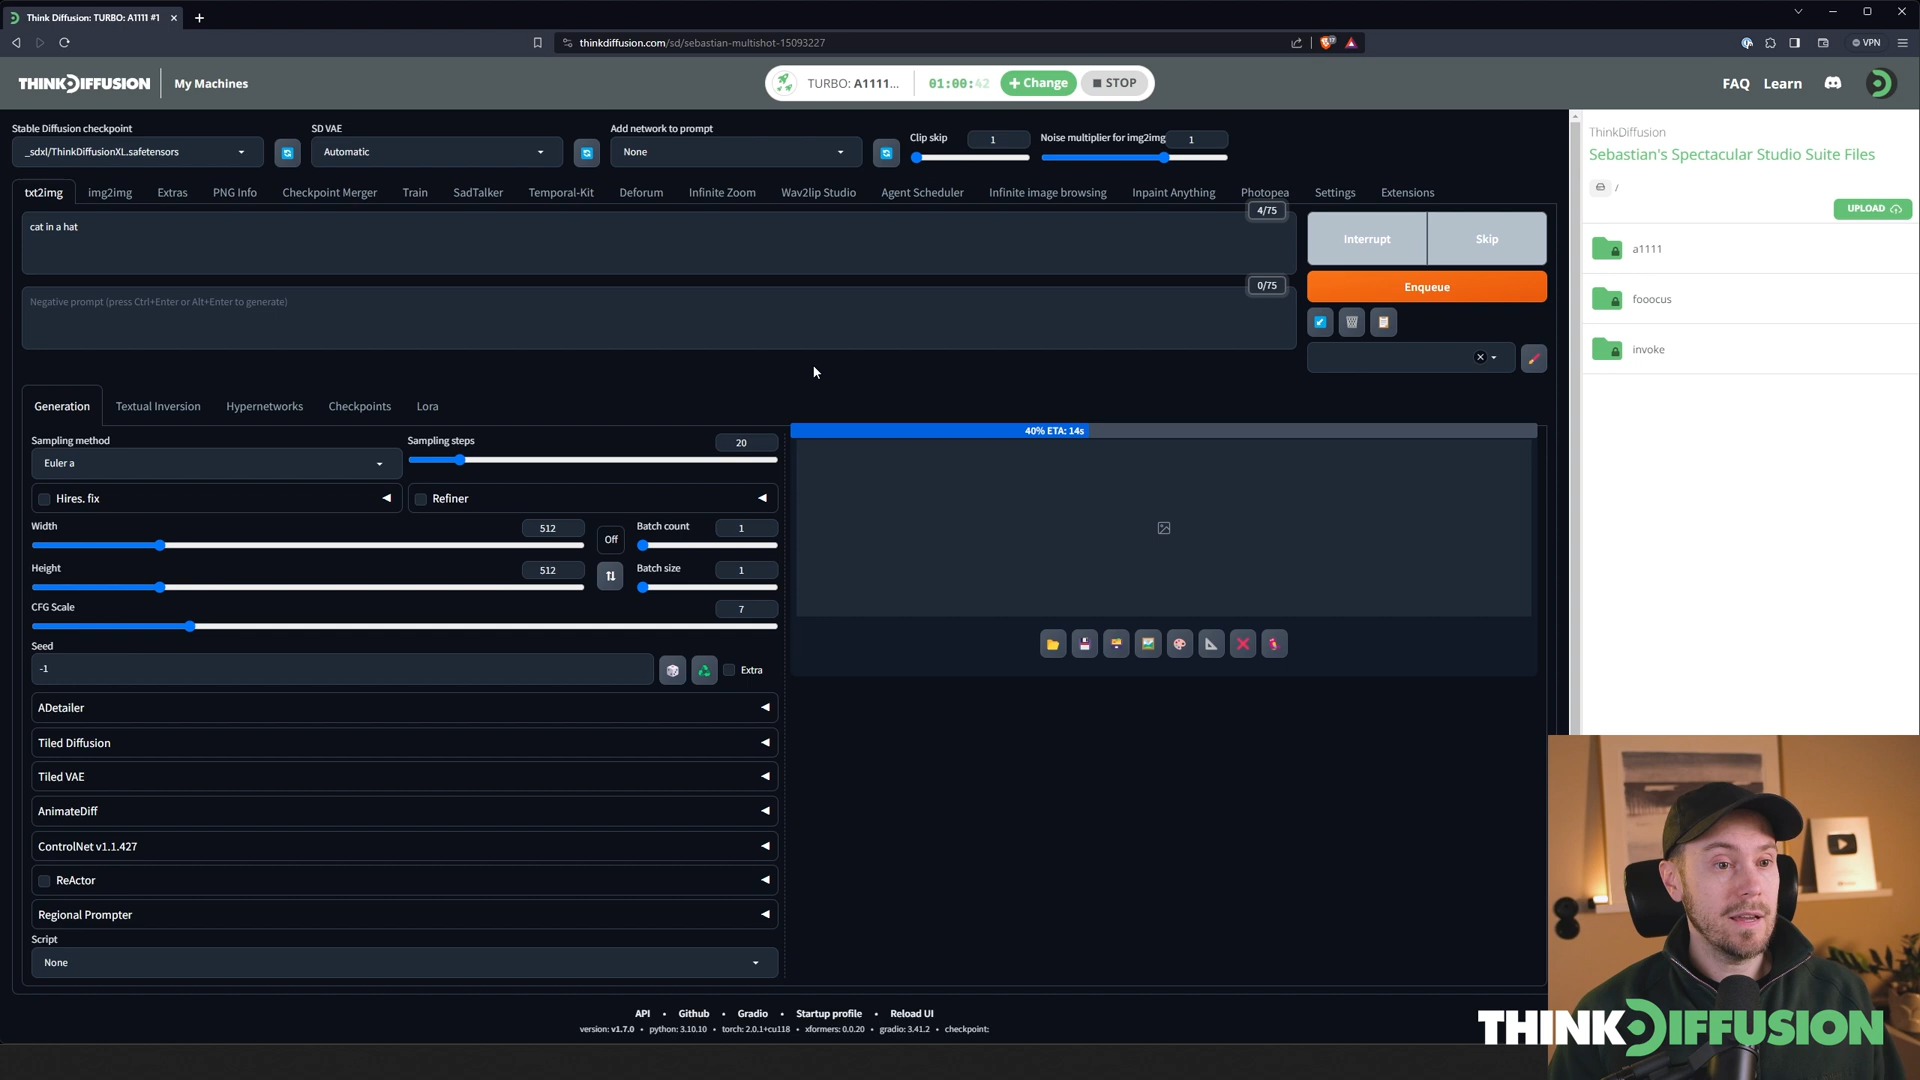 Think Diffusion: TURBO: A1111 #1
thinkdiffusion.com/sd/sebastian-multishot-15093227
VPN
THINKDIFFUSION
My Machines
TURBO: A1111...
01:00:42
+ Change
STOP
FAQ
Learn
Stable Diffusion checkpoint
_sdxl/ThinkDiffusionXL.safetensors
SD VAE
Automatic
Add network to prompt
None
Clip skip
1
Noise multiplier for img2img
1
txt2img
img2img
Extras
PNG Info
Checkpoint Merger
Train
SadTalker
Temporal-Kit
Deforum
Infinite Zoom
Wav2lip Studio
Agent Scheduler
Infinite image browsing
Inpaint Anything
Photopea
Settings
Extensions
cat in a hat
4/75
Negative prompt (press Ctrl+Enter or Alt+Enter to generate)
0/75
Interrupt
Skip
Enqueue
Generation
Textual Inversion
Hypernetworks
Checkpoints
Lora
Sampling method
Euler a
Sampling steps
20
Hires. fix
Refiner
Width
512
Off
Batch count
1
Height
512
Batch size
1
CFG Scale
7
Seed
-1
Extra
ADetailer
Tiled Diffusion
Tiled VAE
AnimateDiff
ControlNet v1.1.427
ReActor
Regional Prompter
Script
None
40% ETA: 14s
ThinkDiffusion
Sebastian's Spectacular Studio Suite Files
/
UPLOAD
a1111
fooocus
invoke
API • Github • Gradio • Startup profile • Reload UI
version: v1.7.0 • python: 3.10.10 • torch: 2.0.1+cu118 • xformers: 0.0.20 • gradio: 3.41.2 • checkpoint:
THINKDIFFUSION